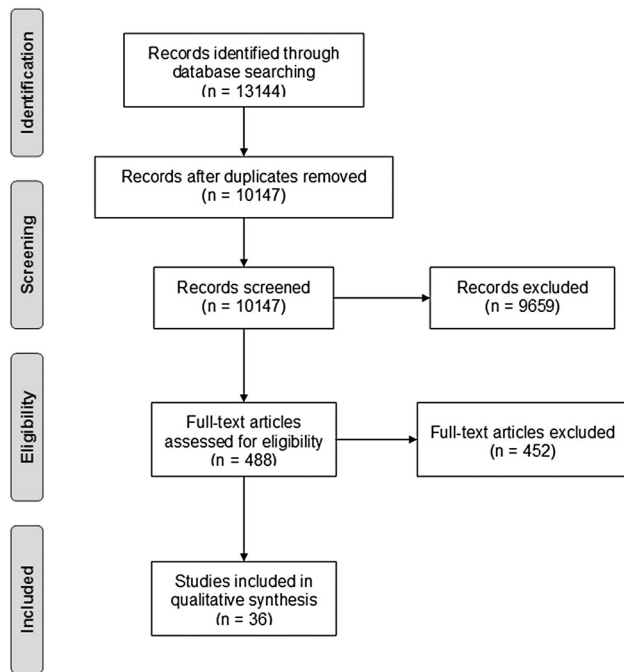 Identification
Records identified through
database searching
(n = 13144)
Records after duplicates removed
(n = 10147)
Screening
Records screened
(n = 10147)
Records excluded
(n = 9659)
Eligibility
Full-text articles
assessed for eligibility
(n = 488)
Full-text articles excluded
(n = 452)
Included
Studies included in
qualitative synthesis
(n = 36)